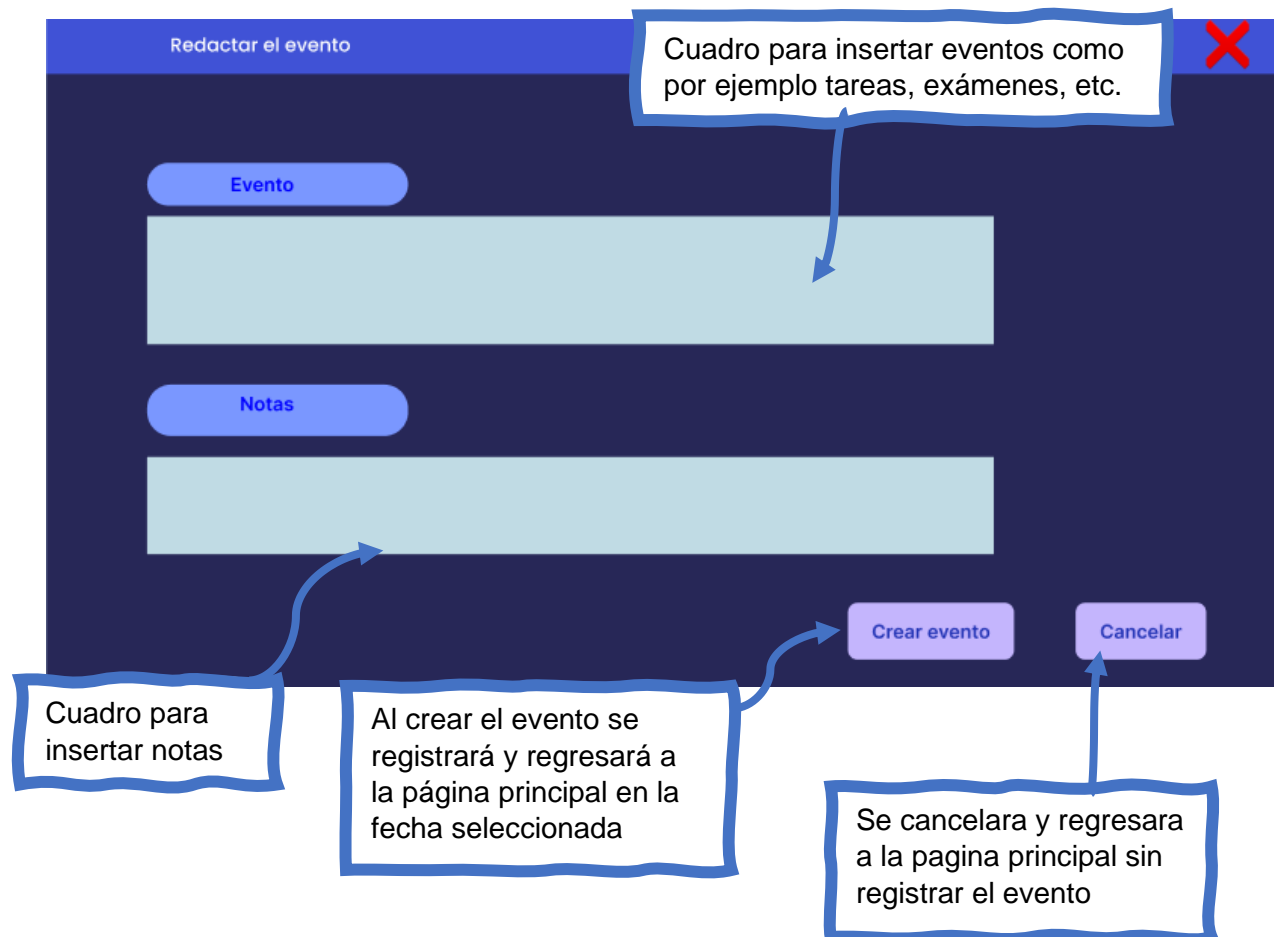 Redactar el evento
Cuadro para insertar eventos como
por ejemplo tareas, exámenes, etc.
Evento
Notas
Crear evento
Cancelar
Cuadro para
insertar notas
Al crear el evento se
registrará y regresará a
la página principal en la
fecha seleccionada
Se cancelara y regresara
a la pagina principal sin
registrar el evento